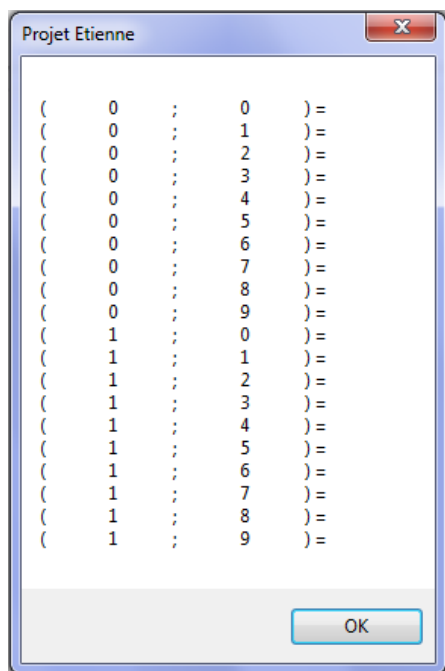 Projet Etienne
( 0 ; 0 ) =
( 0 ; 1 ) =
( 0 ; 2 ) =
( 0 ; 3 ) =
( 0 ; 4 ) =
( 0 ; 5 ) =
( 0 ; 6 ) =
( 0 ; 7 ) =
( 0 ; 8 ) =
( 0 ; 9 ) =
( 1 ; 0 ) =
( 1 ; 1 ) =
( 1 ; 2 ) =
( 1 ; 3 ) =
( 1 ; 4 ) =
( 1 ; 5 ) =
( 1 ; 6 ) =
( 1 ; 7 ) =
( 1 ; 8 ) =
( 1 ; 9 ) =
OK